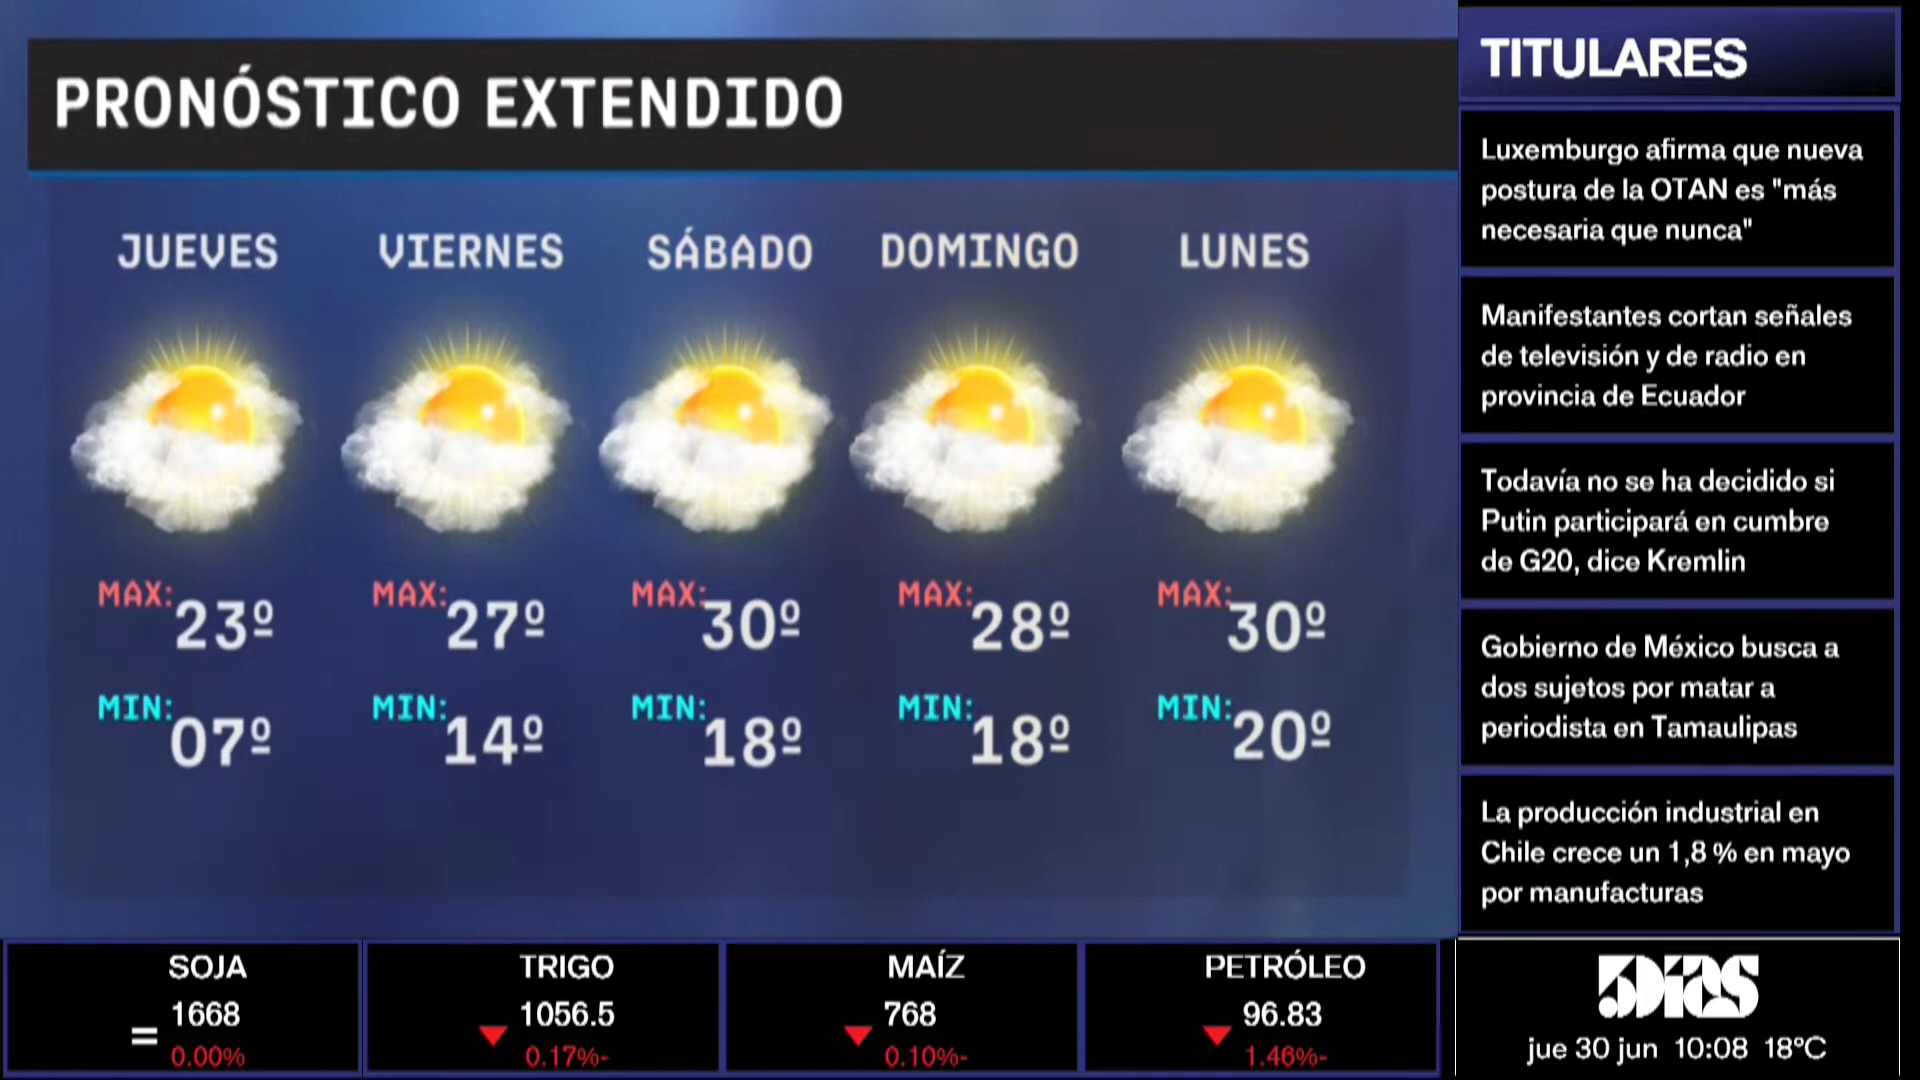 PRONÓSTICO EXTENDIDO
JUEVES VIERNES SÁBADO DOMINGO LUNES
MAX: 23º MAX: 27º MAX: 30º MAX: 28º MAX: 30º
MIN: 07º MIN: 14º MIN: 18º MIN: 18º MIN: 20º
TITULARES
Luxemburgo afirma que nueva
postura de la OTAN es "más
necesaria que nunca"
Manifestantes cortan señales
de televisión y de radio en
provincia de Ecuador
Todavía no se ha decidido si
Putin participará en cumbre
de G20, dice Kremlin
Gobierno de México busca a
dos sujetos por matar a
periodista en Tamaulipas
La producción industrial en
Chile crece un 1,8 % en mayo
por manufacturas
SOJA TRIGO MAÍZ PETRÓLEO
= 1668 1056.5 768 96.83
0.00% 0.17%- 0.10%- 1.46%-
5Días
jue 30 jun 10:08 18°C